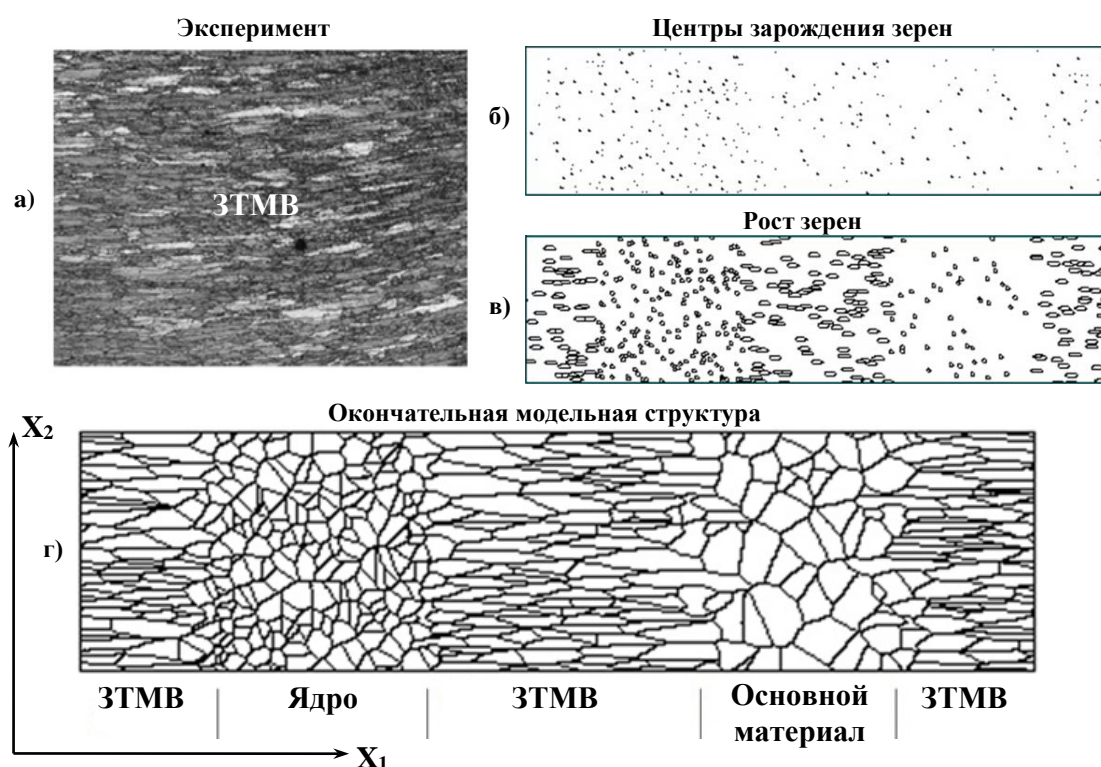 Эксперимент
Центры зарождения зерен
а)
ЗТМВ
б)
Рост зерен
в)
Окончательная модельная структура
X₂
г)
ЗТМВ
Ядро
ЗТМВ
Основной
материал
ЗТМВ
X₁